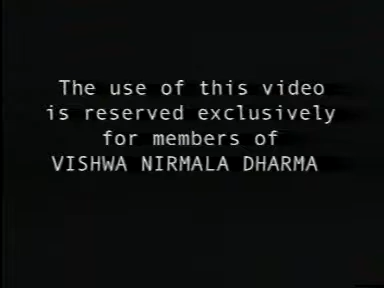 The use of this video
is reserved exclusively
for members of
VISHWA NIRMALA DHARMA